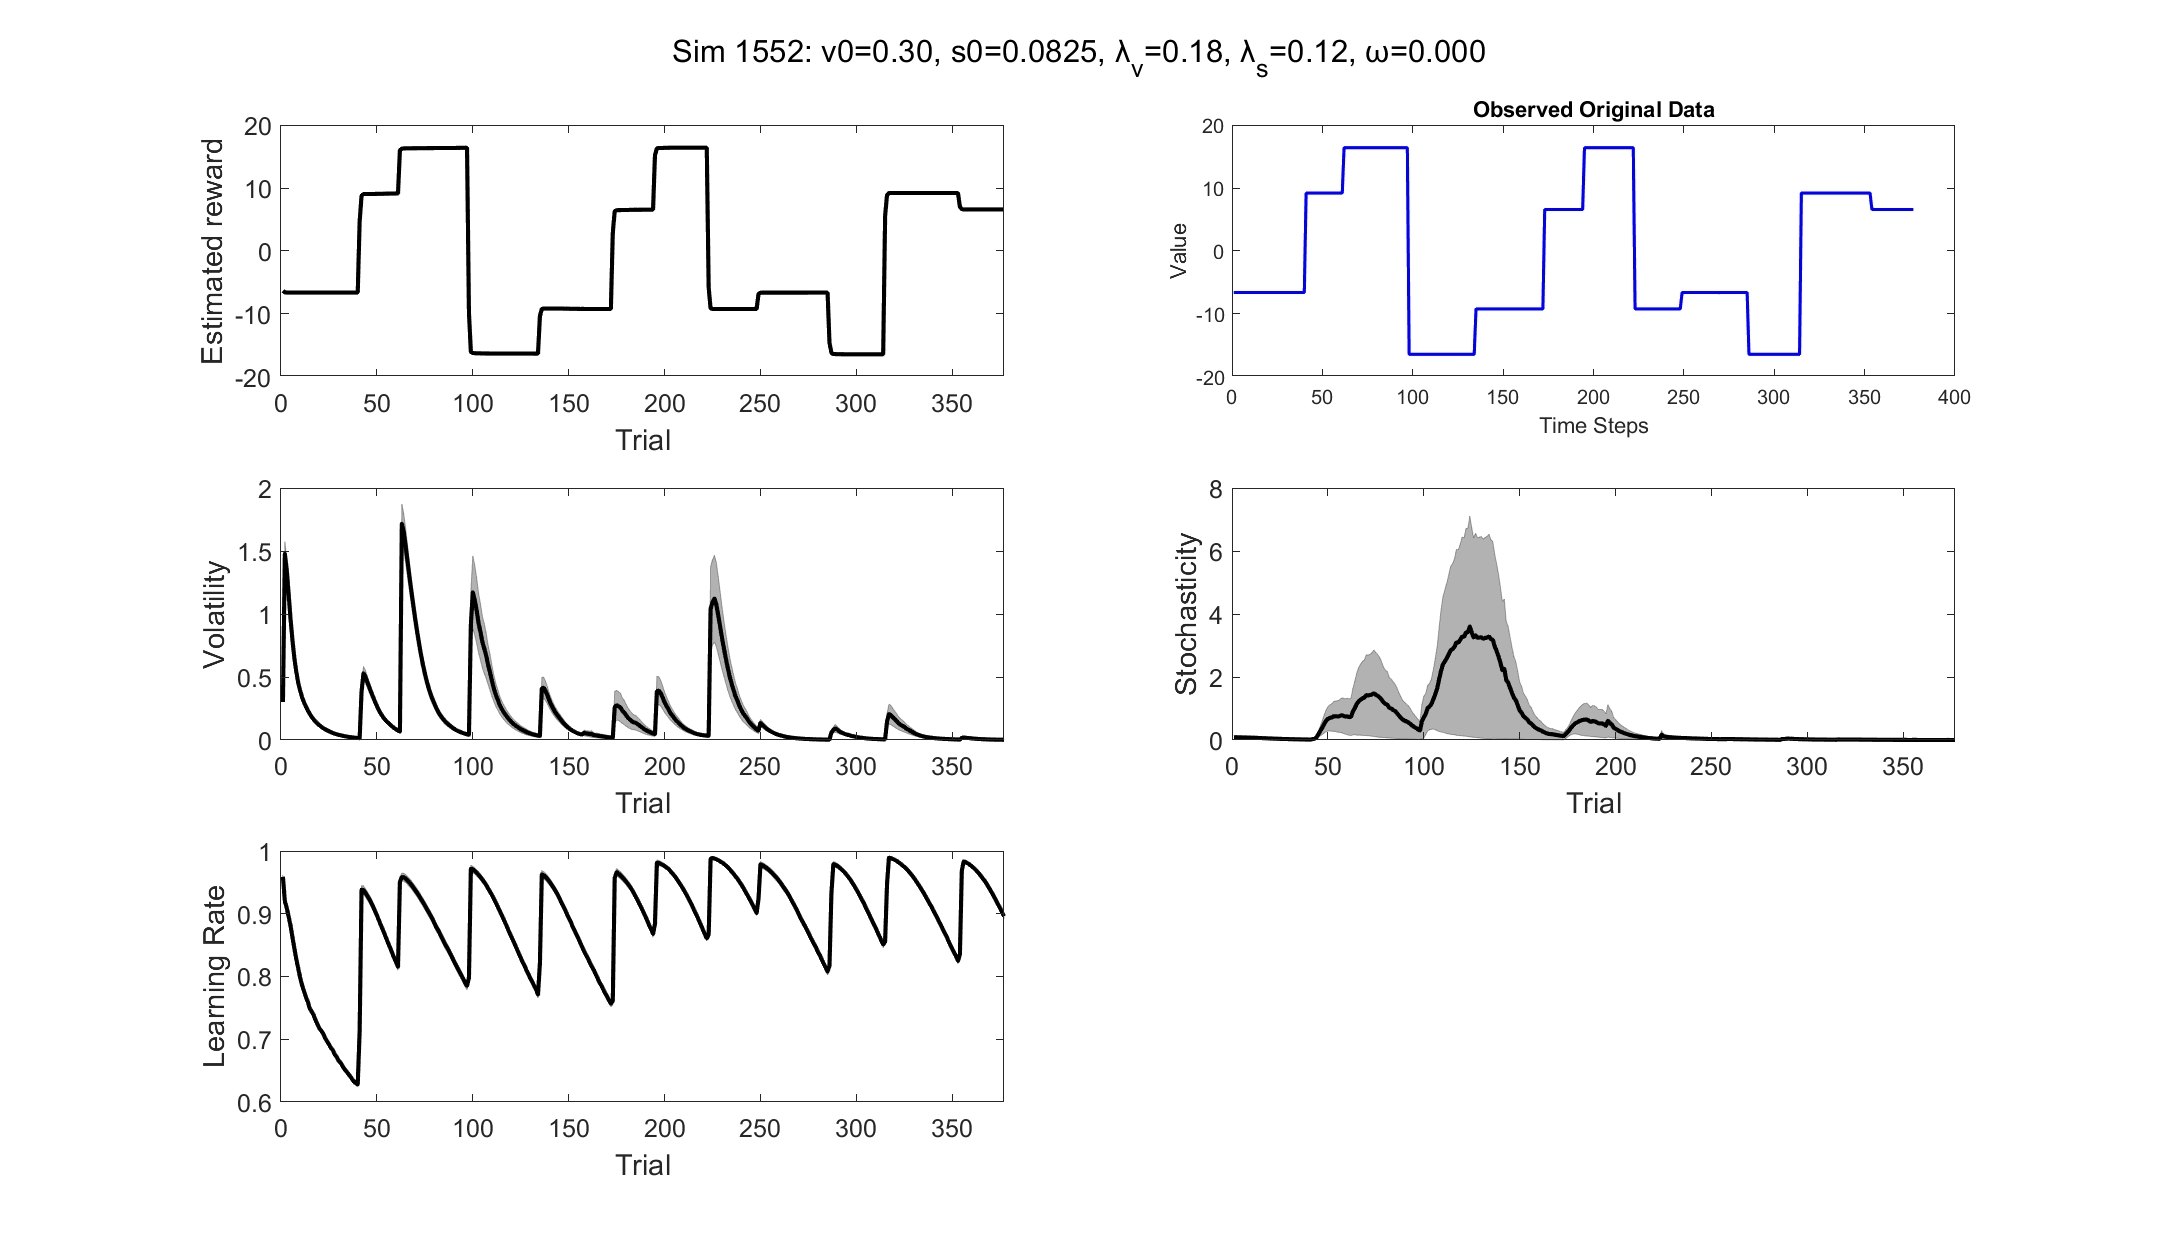 Sim 1552: v0=0.30, s0=0.0825, λv=0.18, λs=0.12, ω=0.000
Estimated reward
20
10
0
-10
-20
0 50 100 150 200 250 300 350
Trial
Observed Original Data
Value
20
10
0
-10
-20
0 50 100 150 200 250 300 350 400
Time Steps
Volatility
2
1.5
1
0.5
0
0 50 100 150 200 250 300 350
Trial
Stochasticity
8
6
4
2
0
0 50 100 150 200 250 300 350
Trial
Learning Rate
1
0.9
0.8
0.7
0.6
0 50 100 150 200 250 300 350
Trial